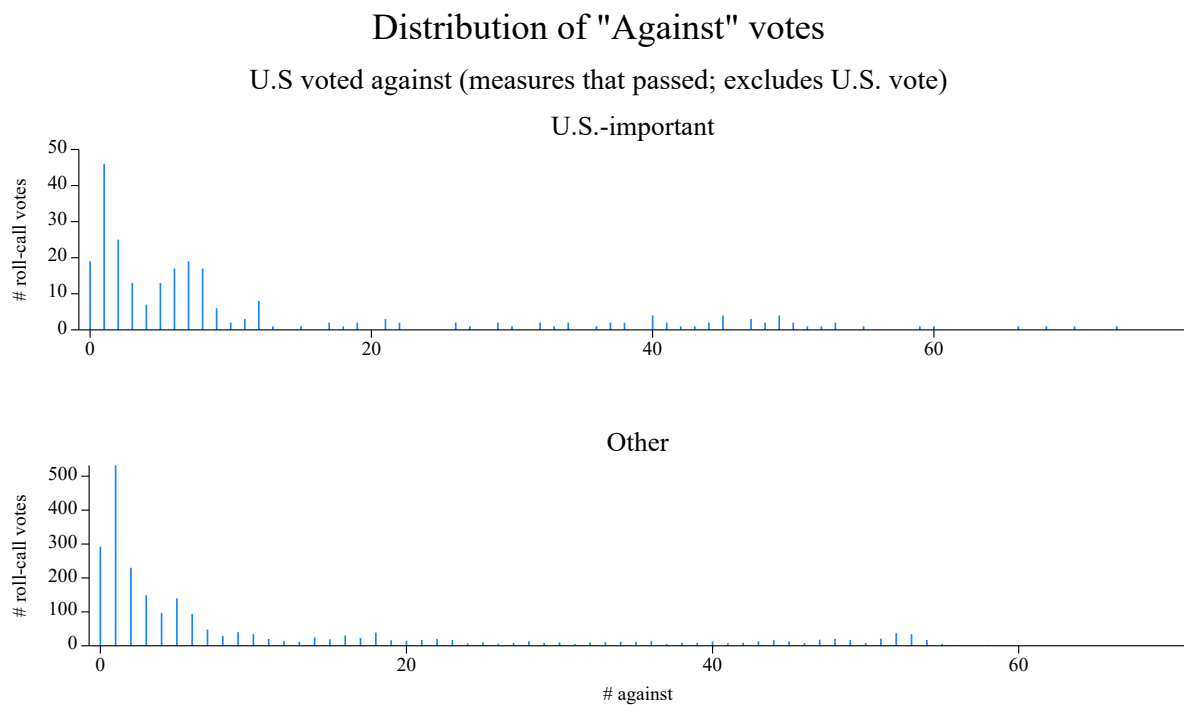 Distribution of "Against" votes
U.S voted against (measures that passed; excludes U.S. vote)
U.S.-important
# roll-call votes
50
40
30
20
10
0
0 20 40 60
Other
# roll-call votes
500
400
300
200
100
0
0 20 40 60
# against